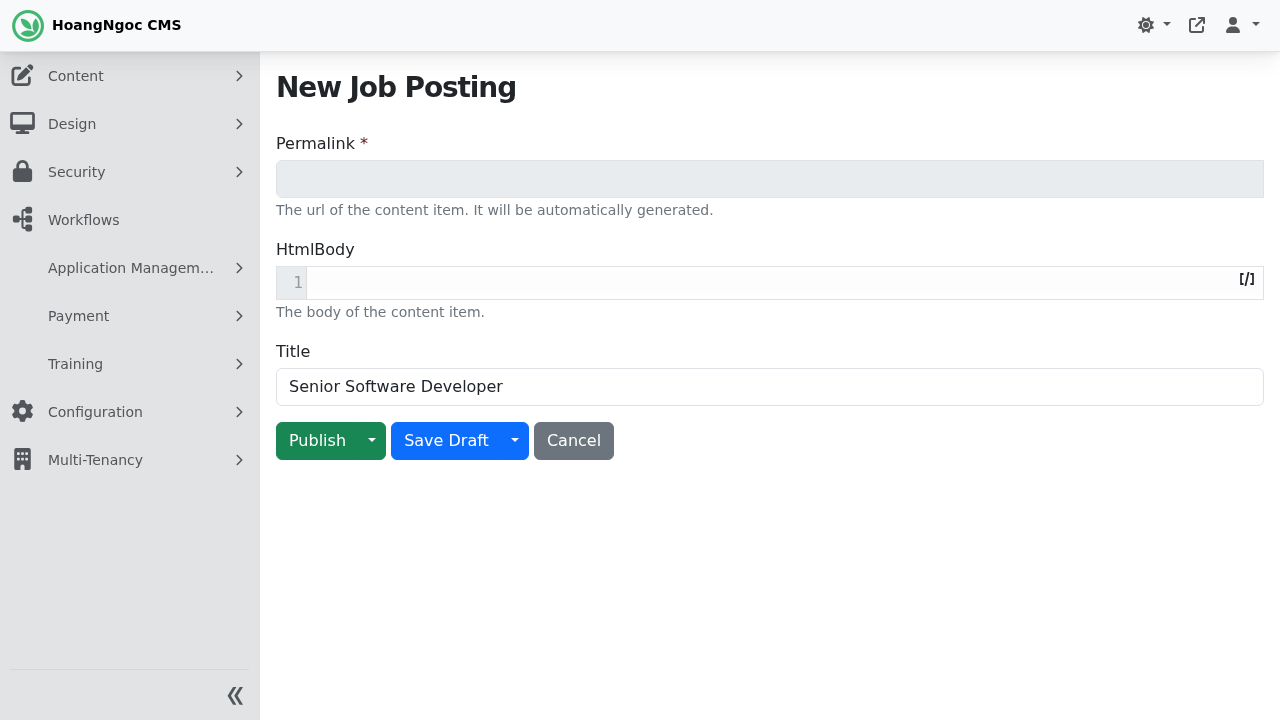 HoangNgoc CMS
Content
Design
Security
Workflows
Application Managem...
Payment
Training
Configuration
Multi-Tenancy
New Job Posting
Permalink *
The url of the content item. It will be automatically generated.
HtmlBody
1
[/]
The body of the content item.
Title
Senior Software Developer
Publish
Save Draft
Cancel